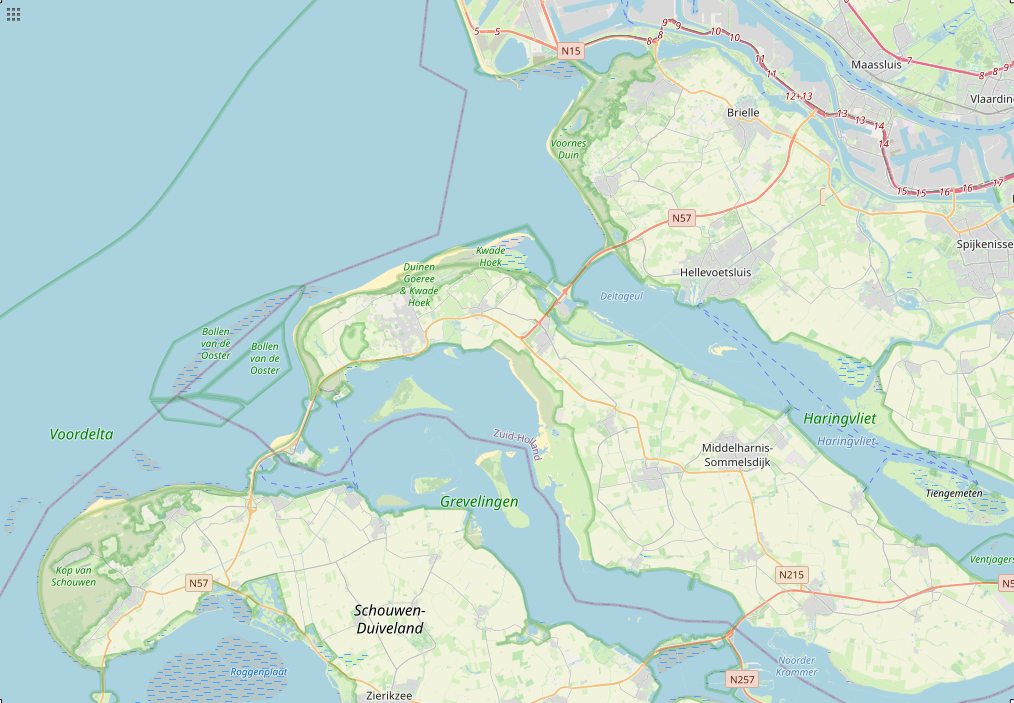 5
5
N15
8
8
9
9
10
10
11
11
12+13
13
13
14
14
15
15
16
16
17
7
8
8
9
Maassluis
Vlaardin
Brielle
Voornes
Duin
N57
Spijkenisse
Kwade
Hoek
Duinen
Goeree
& Kwade
Hoek
Hellevoetsluis
Deltageul
Bollen
van de
Ooster
Bollen
van de
Ooster
Voordelta
Haringvliet
Haringvliet
Zuid-Holland
Middelharnis-
Sommelsdijk
Tiengemeten
Grevelingen
Ventjagers
Kop van
Schouwen
N57
N215
N5
Schouwen-
Duiveland
Roggenplaat
Noorder
Krammer
N257
Zierikzee